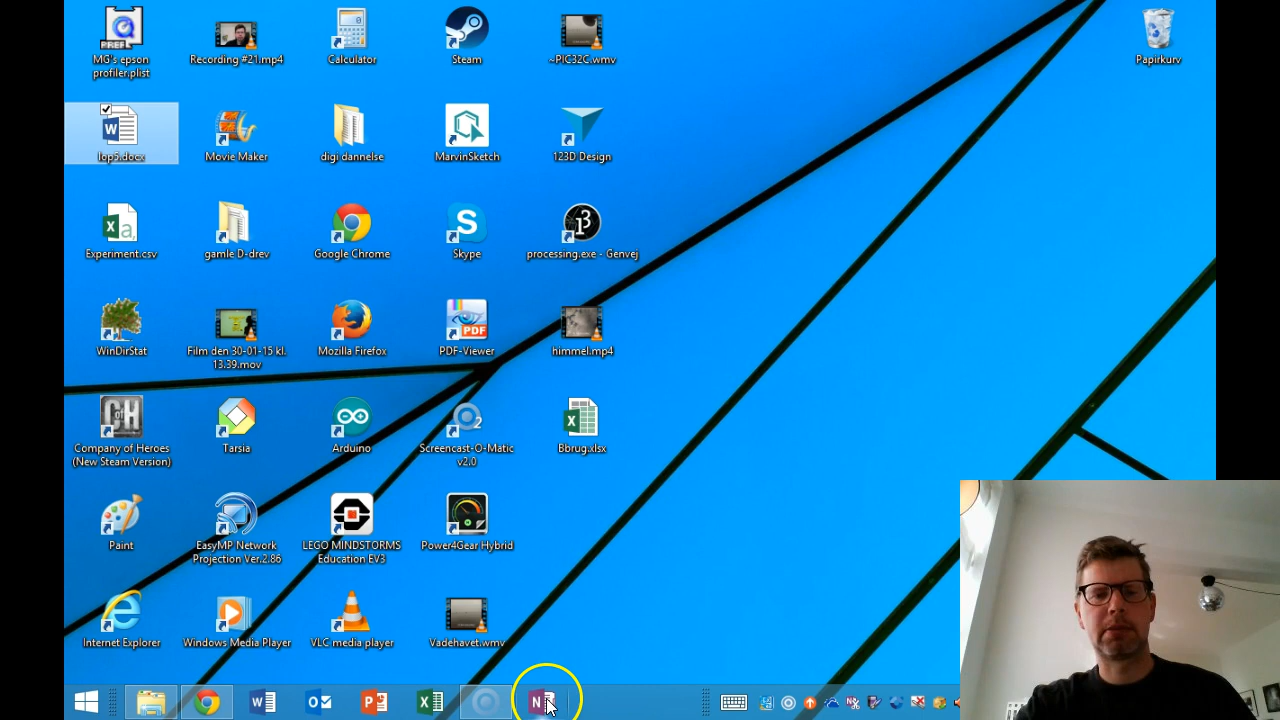 MG's epson
profiler.plist
Recording #21.mp4
Calculator
Steam
~PIC32C.wmv
Papirkurv
lop5.docx
Movie Maker
digi dannelse
MarvinSketch
123D Design
Experiment.csv
gamle D-drev
Google Chrome
Skype
processing.exe - Genvej
WinDirStat
Film den 30-01-15 kl.
13.39.mov
Mozilla Firefox
PDF-Viewer
himmel.mp4
Company of Heroes
(New Steam Version)
Tarsia
Arduino
Screencast-O-Matic
v2.0
Bbrug.xlsx
Paint
EasyMP Network
Projection Ver.2.86
LEGO MINDSTORMS
Education EV3
Power4Gear Hybrid
Internet Explorer
Windows Media Player
VLC media player
Vadehavet.wmv